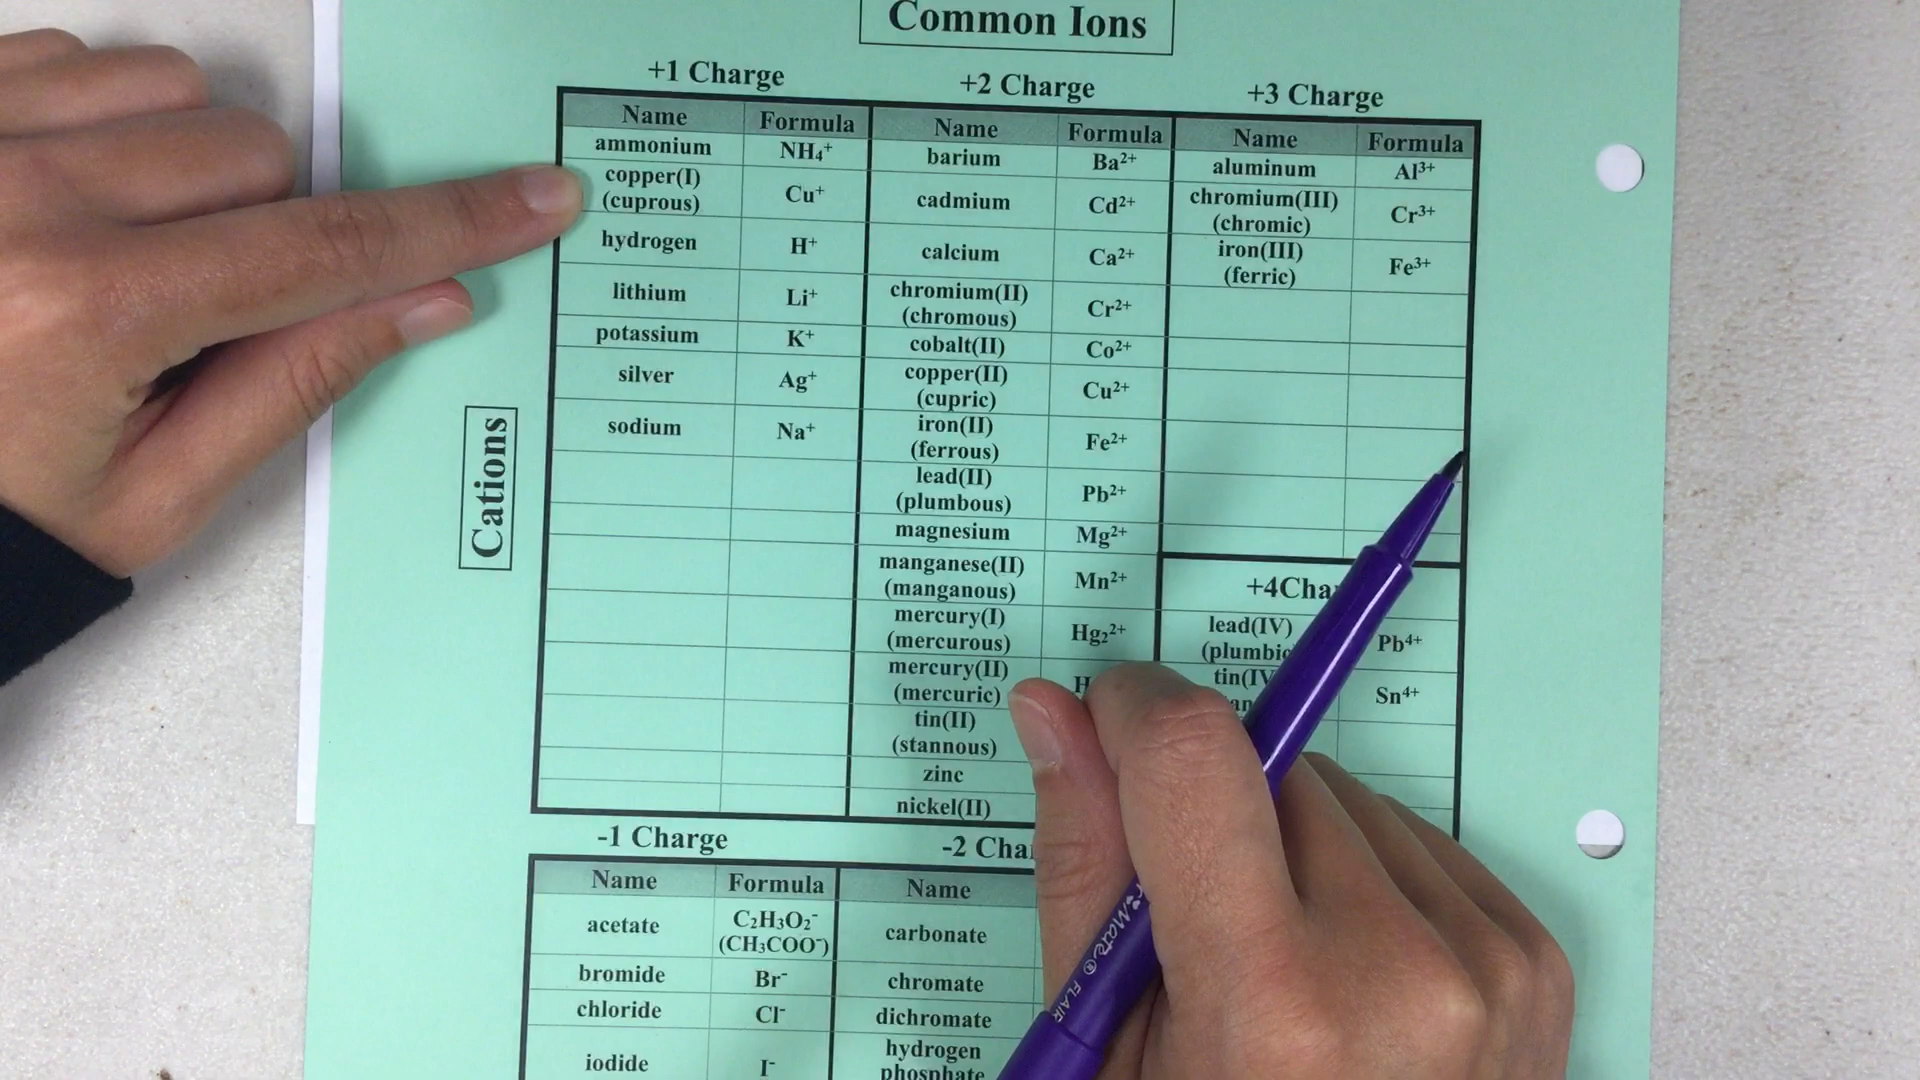 Common Ions
+1 Charge
+2 Charge
+3 Charge
Name Formula Name Formula Name Formula
ammonium NH₄⁺ barium Ba²⁺ aluminum Al³⁺
copper(I)
(cuprous) Cu⁺ cadmium Cd²⁺ chromium(III)
(chromic) Cr³⁺
hydrogen H⁺ calcium Ca²⁺ iron(III)
(ferric) Fe³⁺
lithium Li⁺ chromium(II)
(chromous) Cr²⁺
potassium K⁺ cobalt(II) Co²⁺
silver Ag⁺ copper(II)
(cupric) Cu²⁺
sodium Na⁺ iron(II)
(ferrous) Fe²⁺
lead(II)
(plumbous) Pb²⁺
magnesium Mg²⁺
manganese(II)
(manganous) Mn²⁺
mercury(I)
(mercurous) Hg₂²⁺
mercury(II)
(mercuric)
tin(II)
(stannous)
zinc
nickel(II)
+4
lead(IV)
Pb⁴⁺
Sn⁴⁺
Cations
-1 Charge
-2
Name Formula Name
acetate C₂H₃O₂⁻
(CH₃COO⁻) carbonate
bromide Br⁻ chromate
chloride Cl⁻ dichromate
iodide I⁻ hydrogen
phosphate
Mate® FLAIR